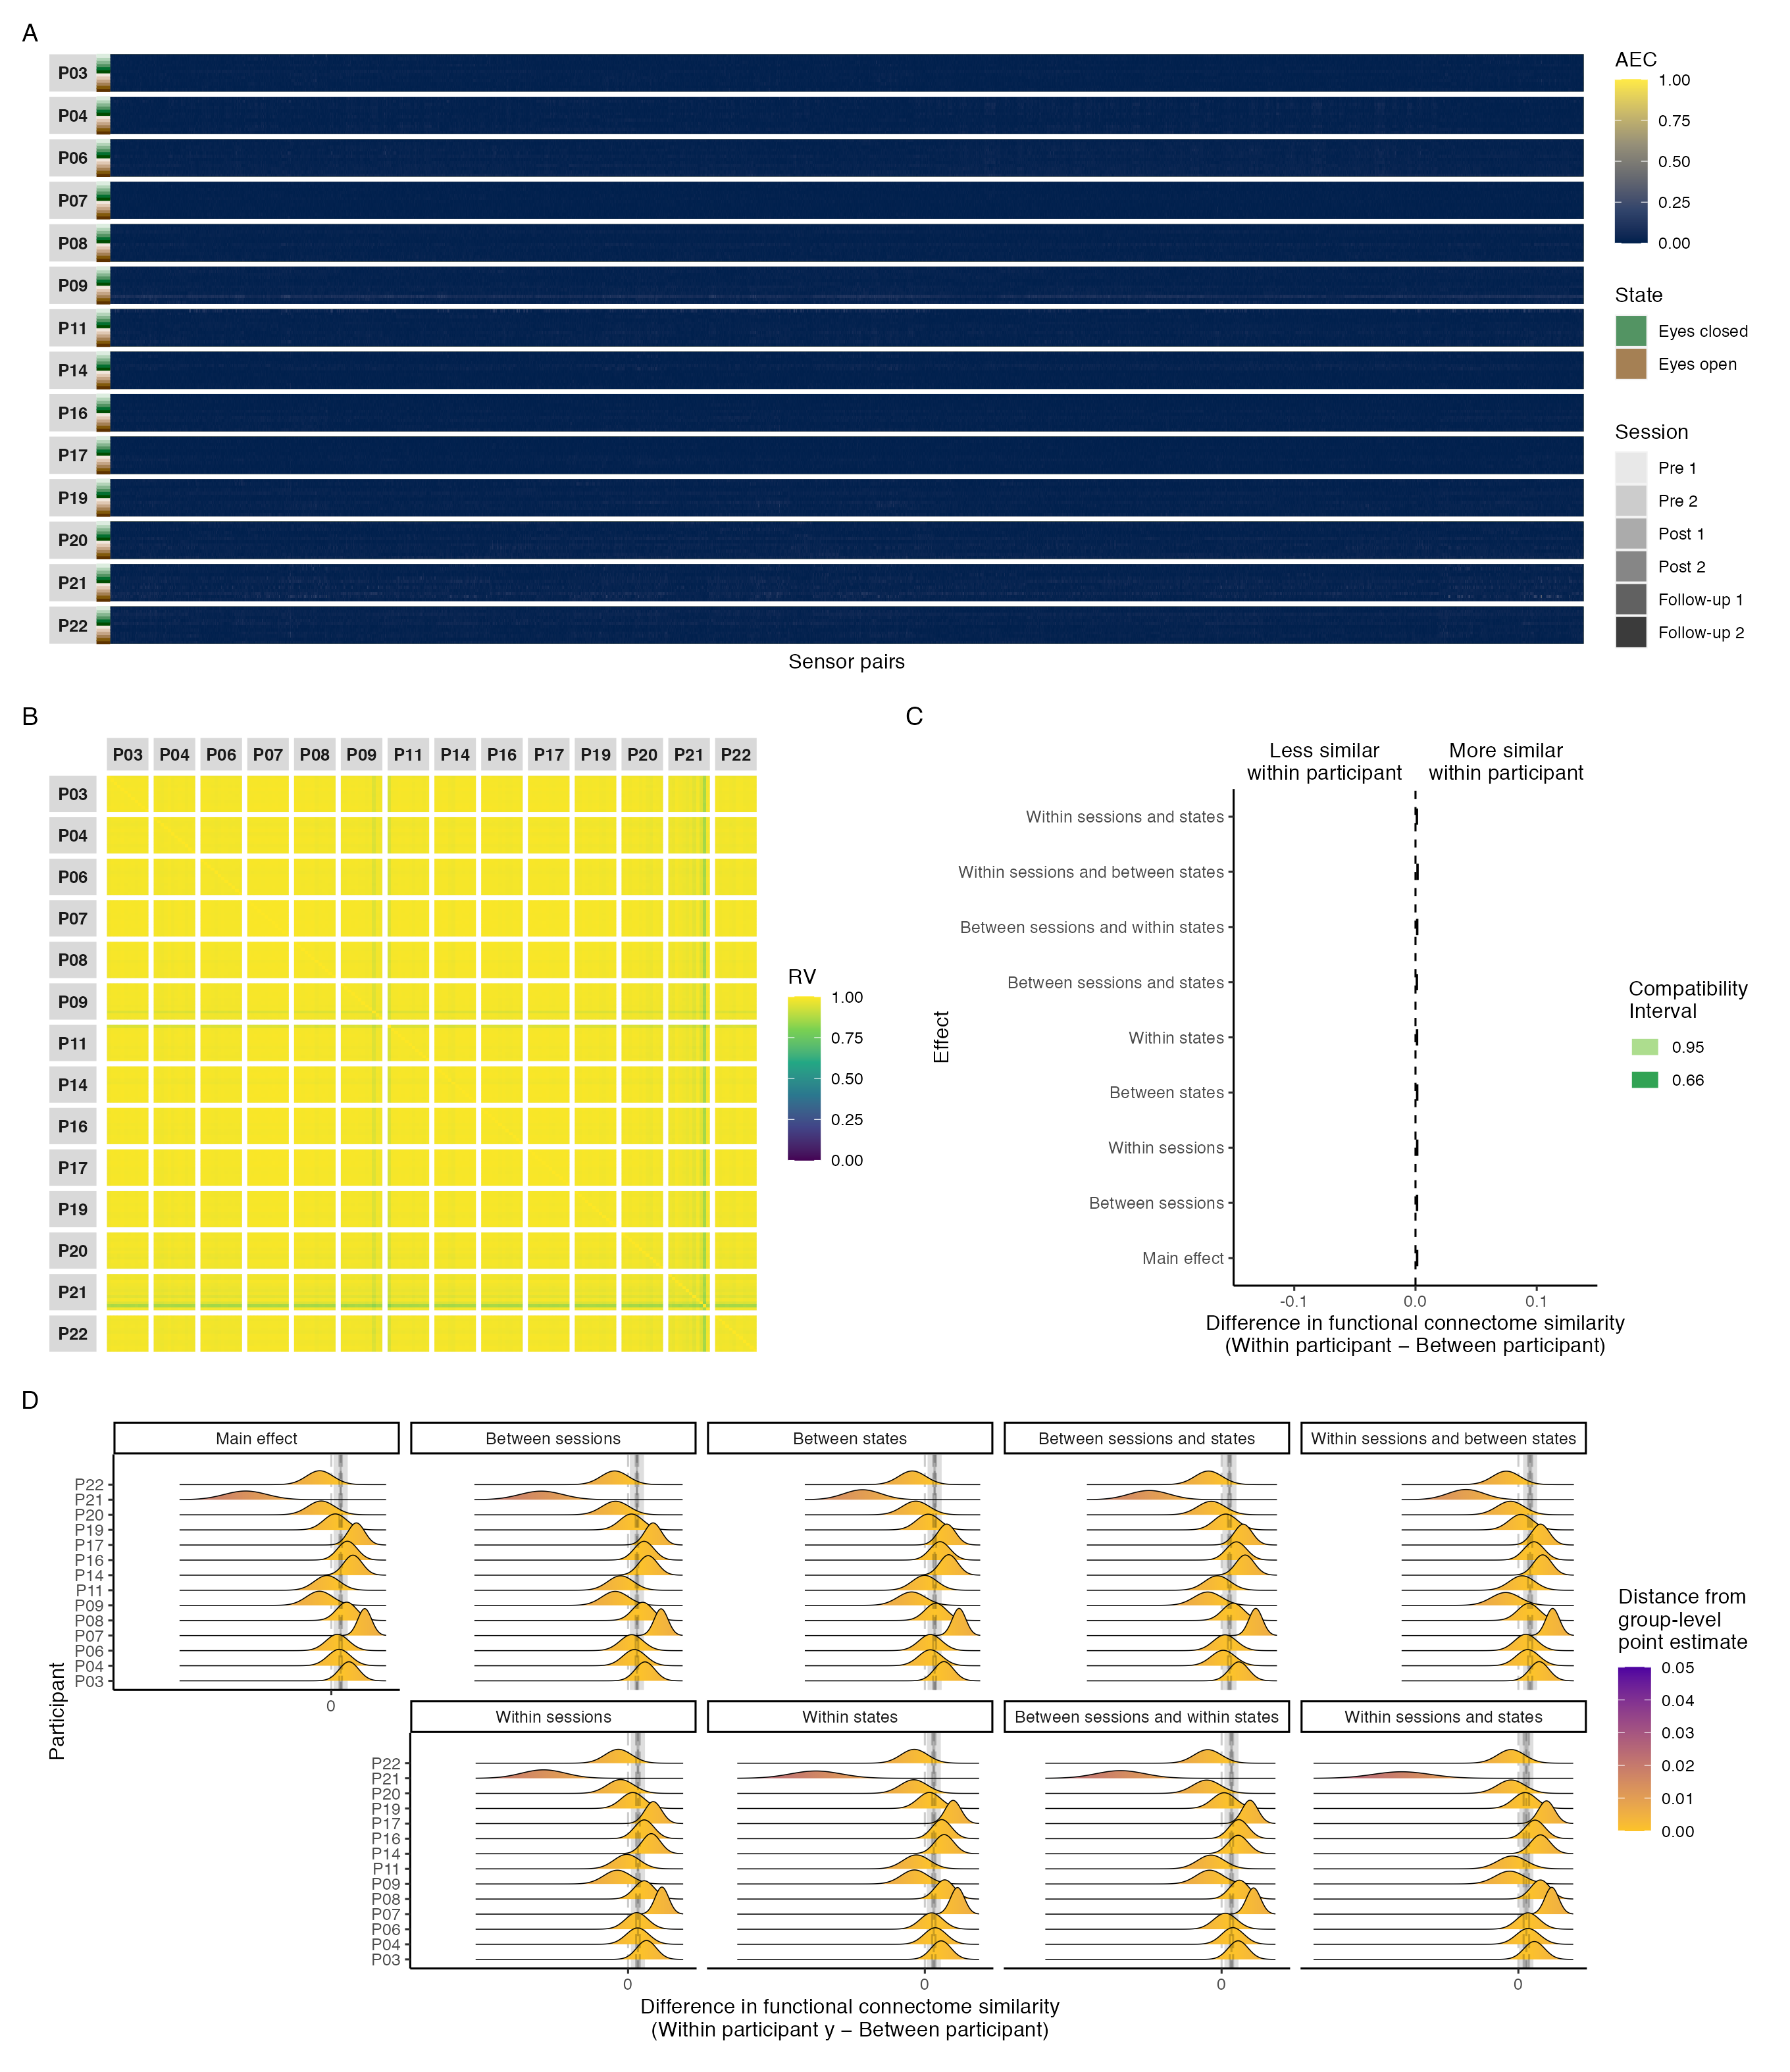 A
P03
P04
P06
P07
P08
P09
P11
P14
P16
P17
P19
P20
P21
P22
Sensor pairs
AEC
1.00
0.75
0.50
0.25
0.00
State
Eyes closed
Eyes open
Session
Pre 1
Pre 2
Post 1
Post 2
Follow-up 1
Follow-up 2
B
P03 P04 P06 P07 P08 P09 P11 P14 P16 P17 P19 P20 P21 P22
P03
P04
P06
P07
P08
P09
P11
P14
P16
P17
P19
P20
P21
P22
RV
1.00
0.75
0.50
0.25
0.00
C
Less similar
within participant
More similar
within participant
Effect
Within sessions and states
Within sessions and between states
Between sessions and within states
Between sessions and states
Within states
Between states
Within sessions
Between sessions
Main effect
-0.1 0.0 0.1
Difference in functional connectome similarity
(Within participant – Between participant)
Compatibility
Interval
0.95
0.66
D
Main effect
Between sessions
Between states
Between sessions and states
Within sessions and between states
Participant
P22
P21
P20
P19
P17
P16
P14
P11
P09
P08
P07
P06
P04
P03
0
Within sessions
Within states
Between sessions and within states
Within sessions and states
P22
P21
P20
P19
P17
P16
P14
P11
P09
P08
P07
P06
P04
P03
0 0 0 0
Difference in functional connectome similarity
(Within participant y – Between participant)
Distance from
group-level
point estimate
0.05
0.04
0.03
0.02
0.01
0.00